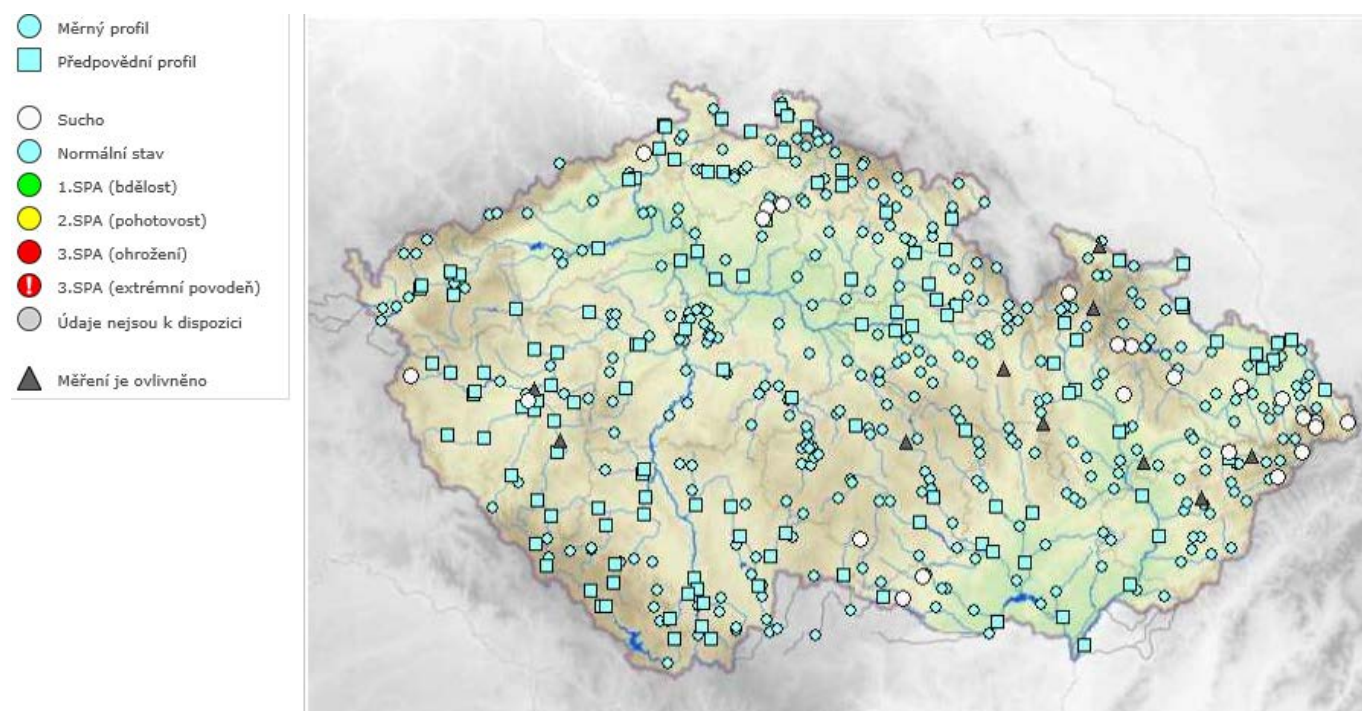 Měrný profil
Předpovědní profil
Sucho
Normální stav
1.SPA (bdělost)
2.SPA (pohotovost)
3.SPA (ohrožení)
3.SPA (extrémní povodeň)
Údaje nejsou k dispozici
Měření je ovlivněno